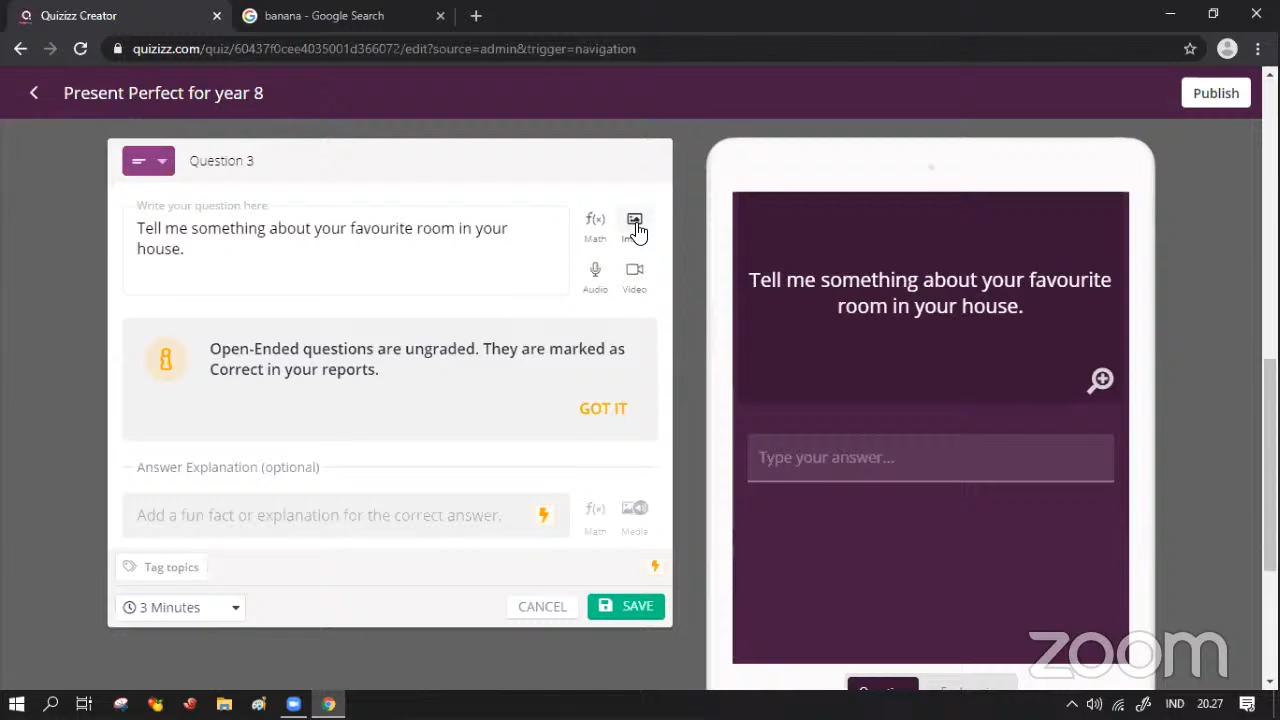 Quizizz Creator
banana - Google Search
quizizz.com/quiz/60437f0cee4035001d366072/edit?source=admin&trigger=navigation
Present Perfect for year 8
Publish
Question 3
Write your question here
Tell me something about your favourite room in your
house.
f(x)
Math
Audio
Video
Open-Ended questions are ungraded. They are marked as
Correct in your reports.
GOT IT
Answer Explanation (optional)
Add a fun fact or explanation for the correct answer.
f(x)
Math
Media
Tag topics
3 Minutes
CANCEL
SAVE
Tell me something about your favourite
room in your house.
Type your answer...
zoom
IND
20.27